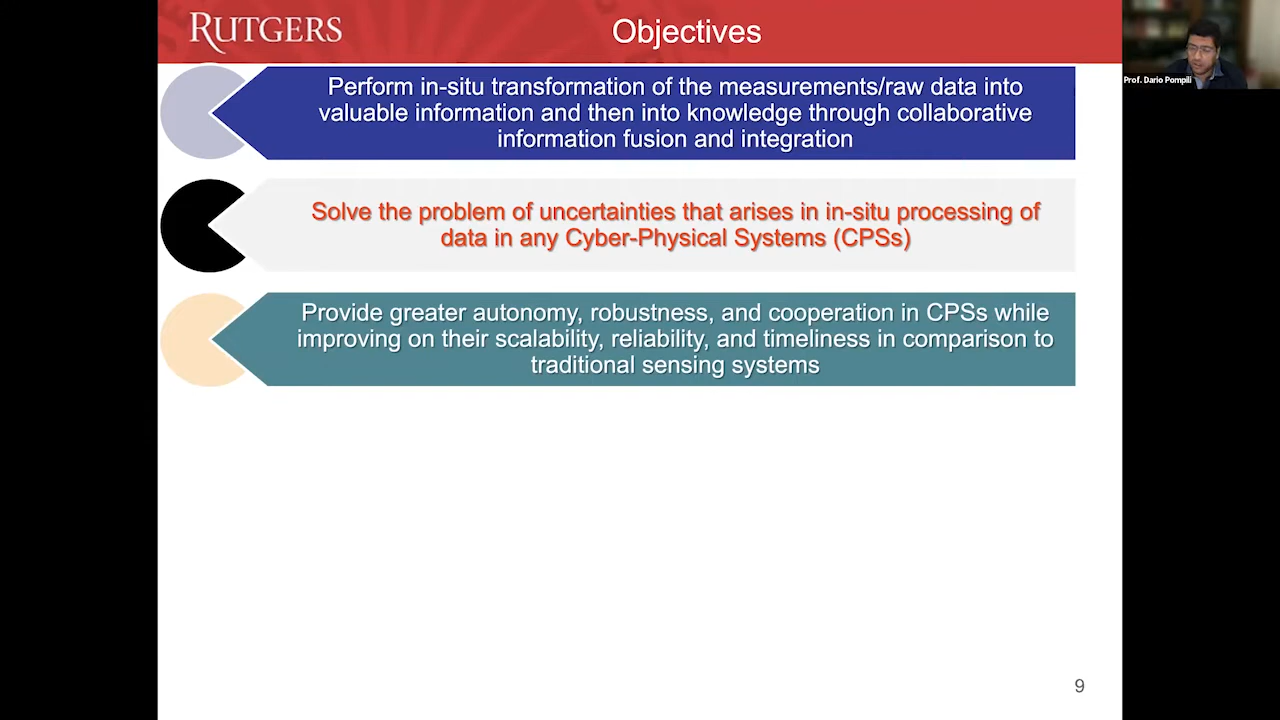 RUTGERS
Objectives
Prof. Dario Pompili
Perform in-situ transformation of the measurements/raw data into
valuable information and then into knowledge through collaborative
information fusion and integration
Solve the problem of uncertainties that arises in in-situ processing of
data in any Cyber-Physical Systems (CPSs)
Provide greater autonomy, robustness, and cooperation in CPSs while
improving on their scalability, reliability, and timeliness in comparison to
traditional sensing systems
9